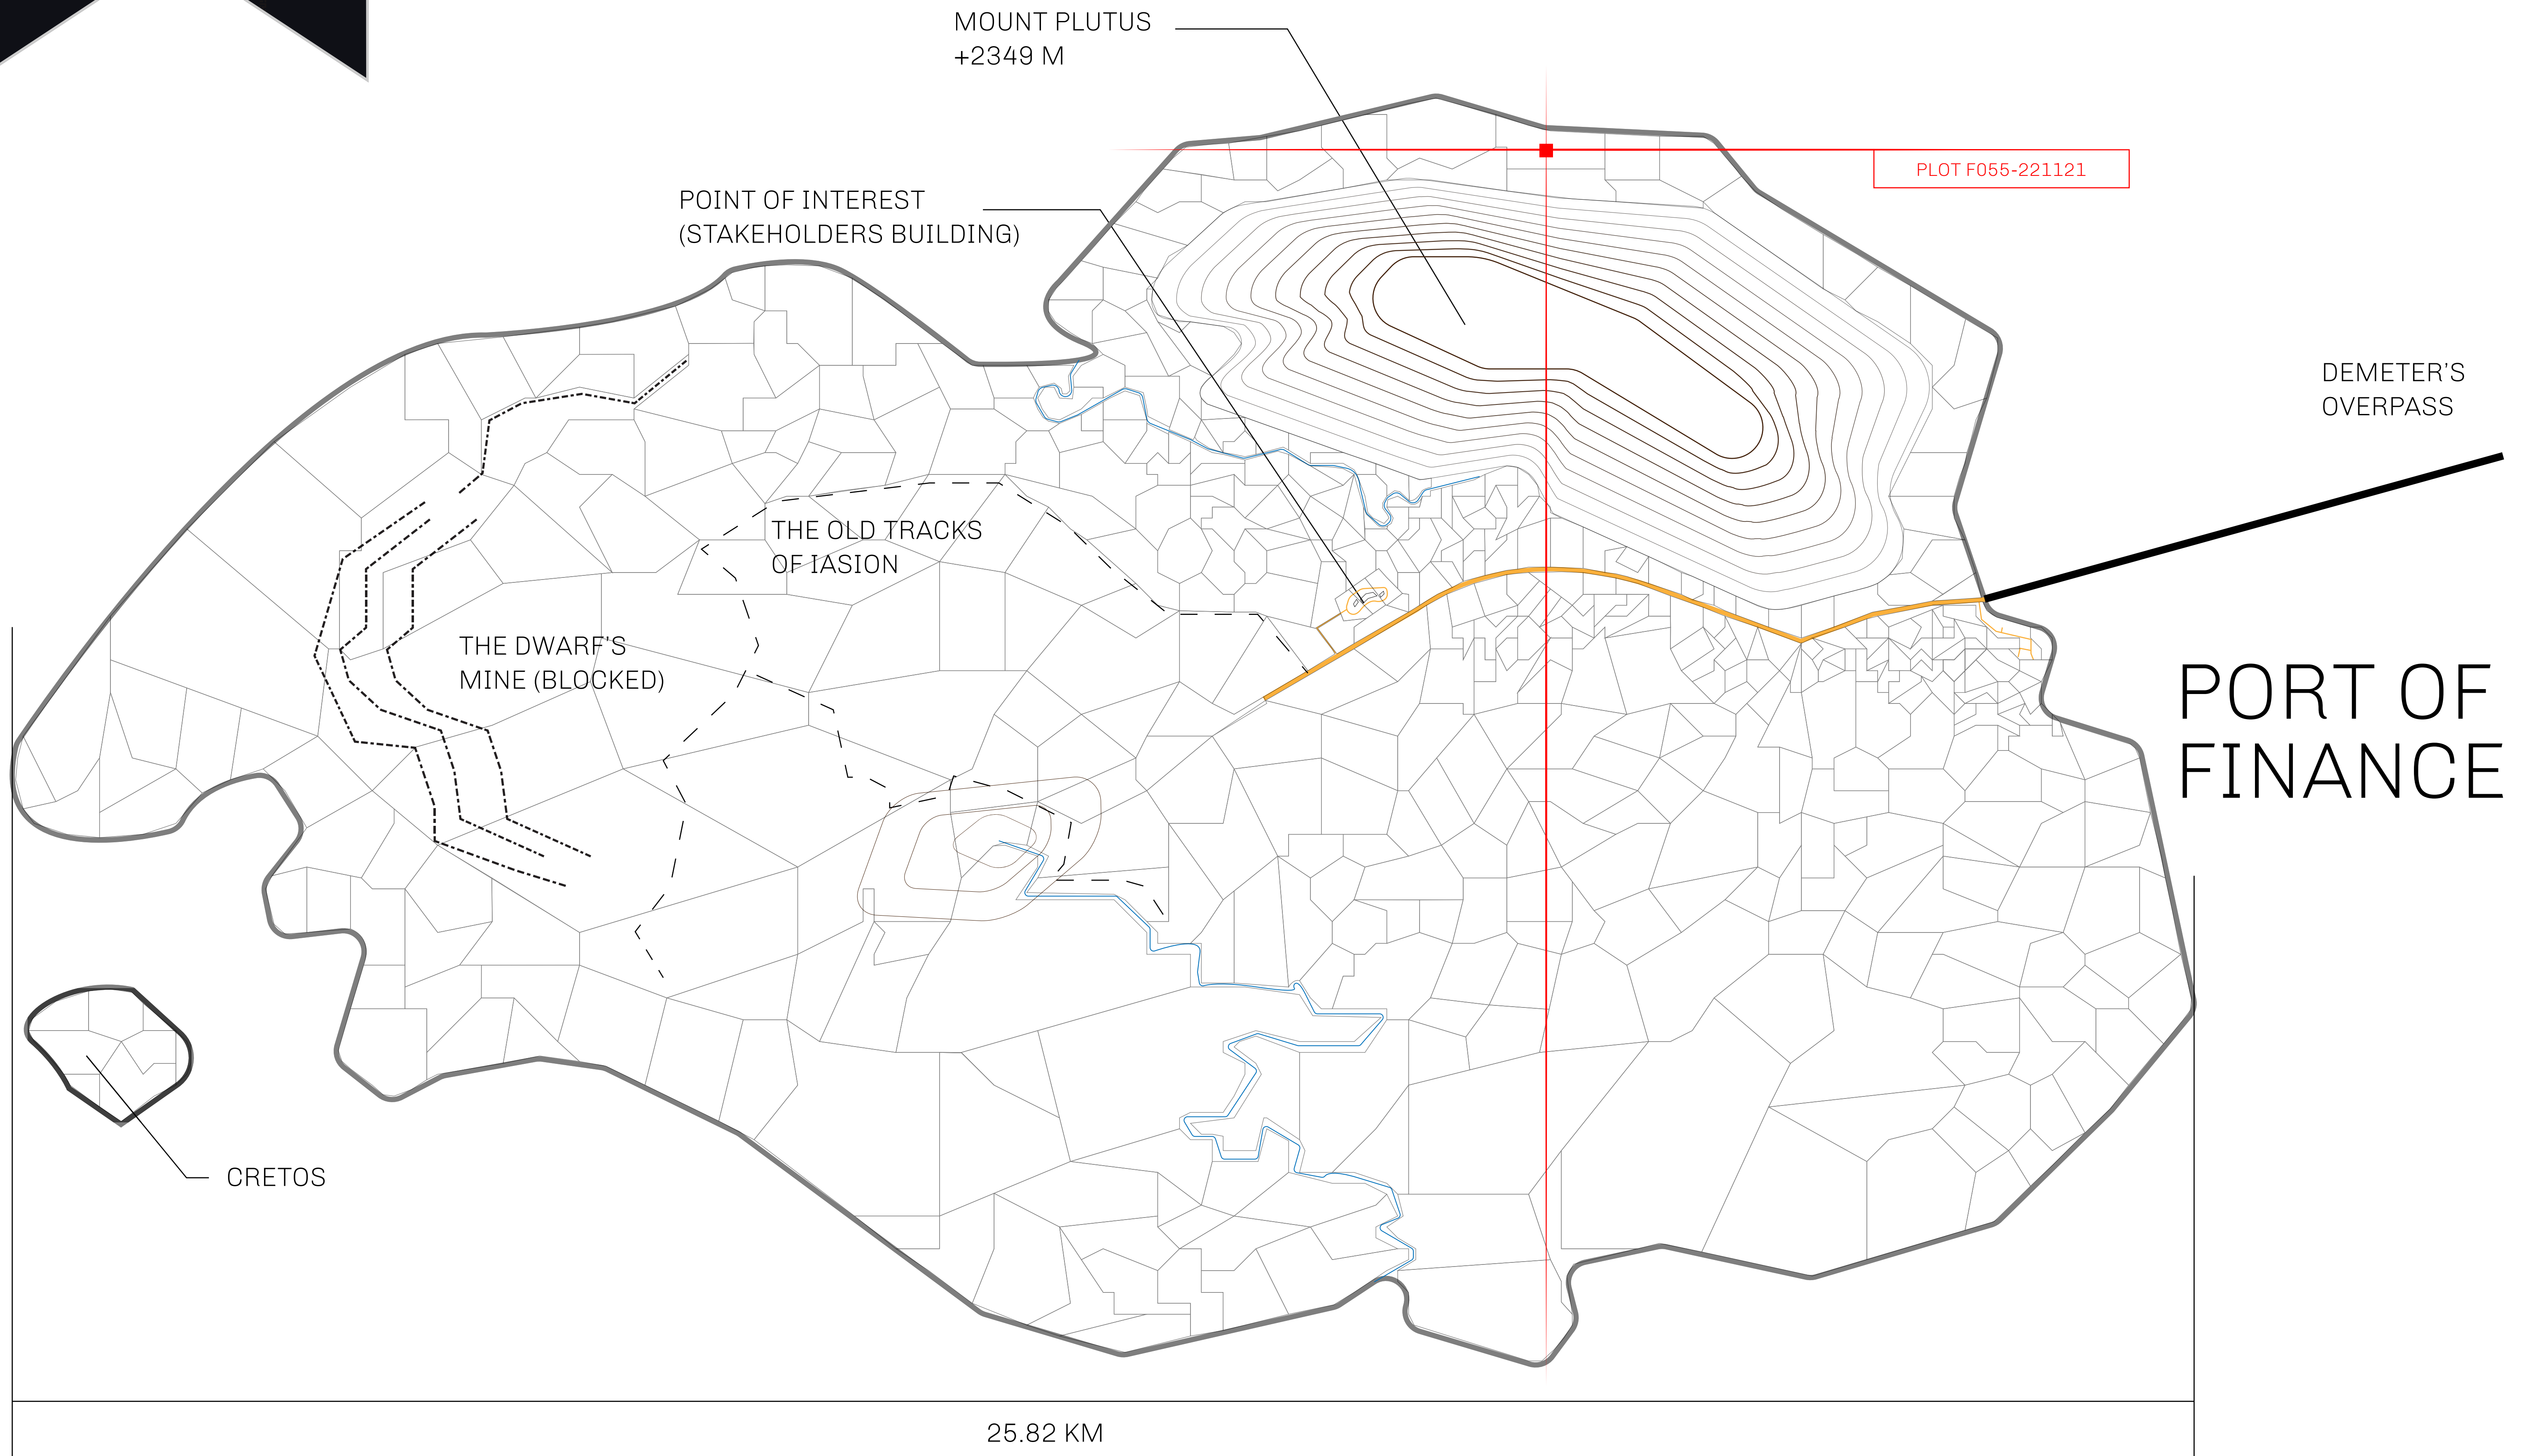 MOUNT PLUTUS
+2349 M
PLOT F055-221121
POINT OF INTEREST
(STAKEHOLDERS BUILDING)
DEMETER'S
OVERPASS
THE OLD TRACKS
OF IASION
THE DWARF'S
MINE (BLOCKED)
PORT OF
FINANCE
CRETOS
25.82 KM